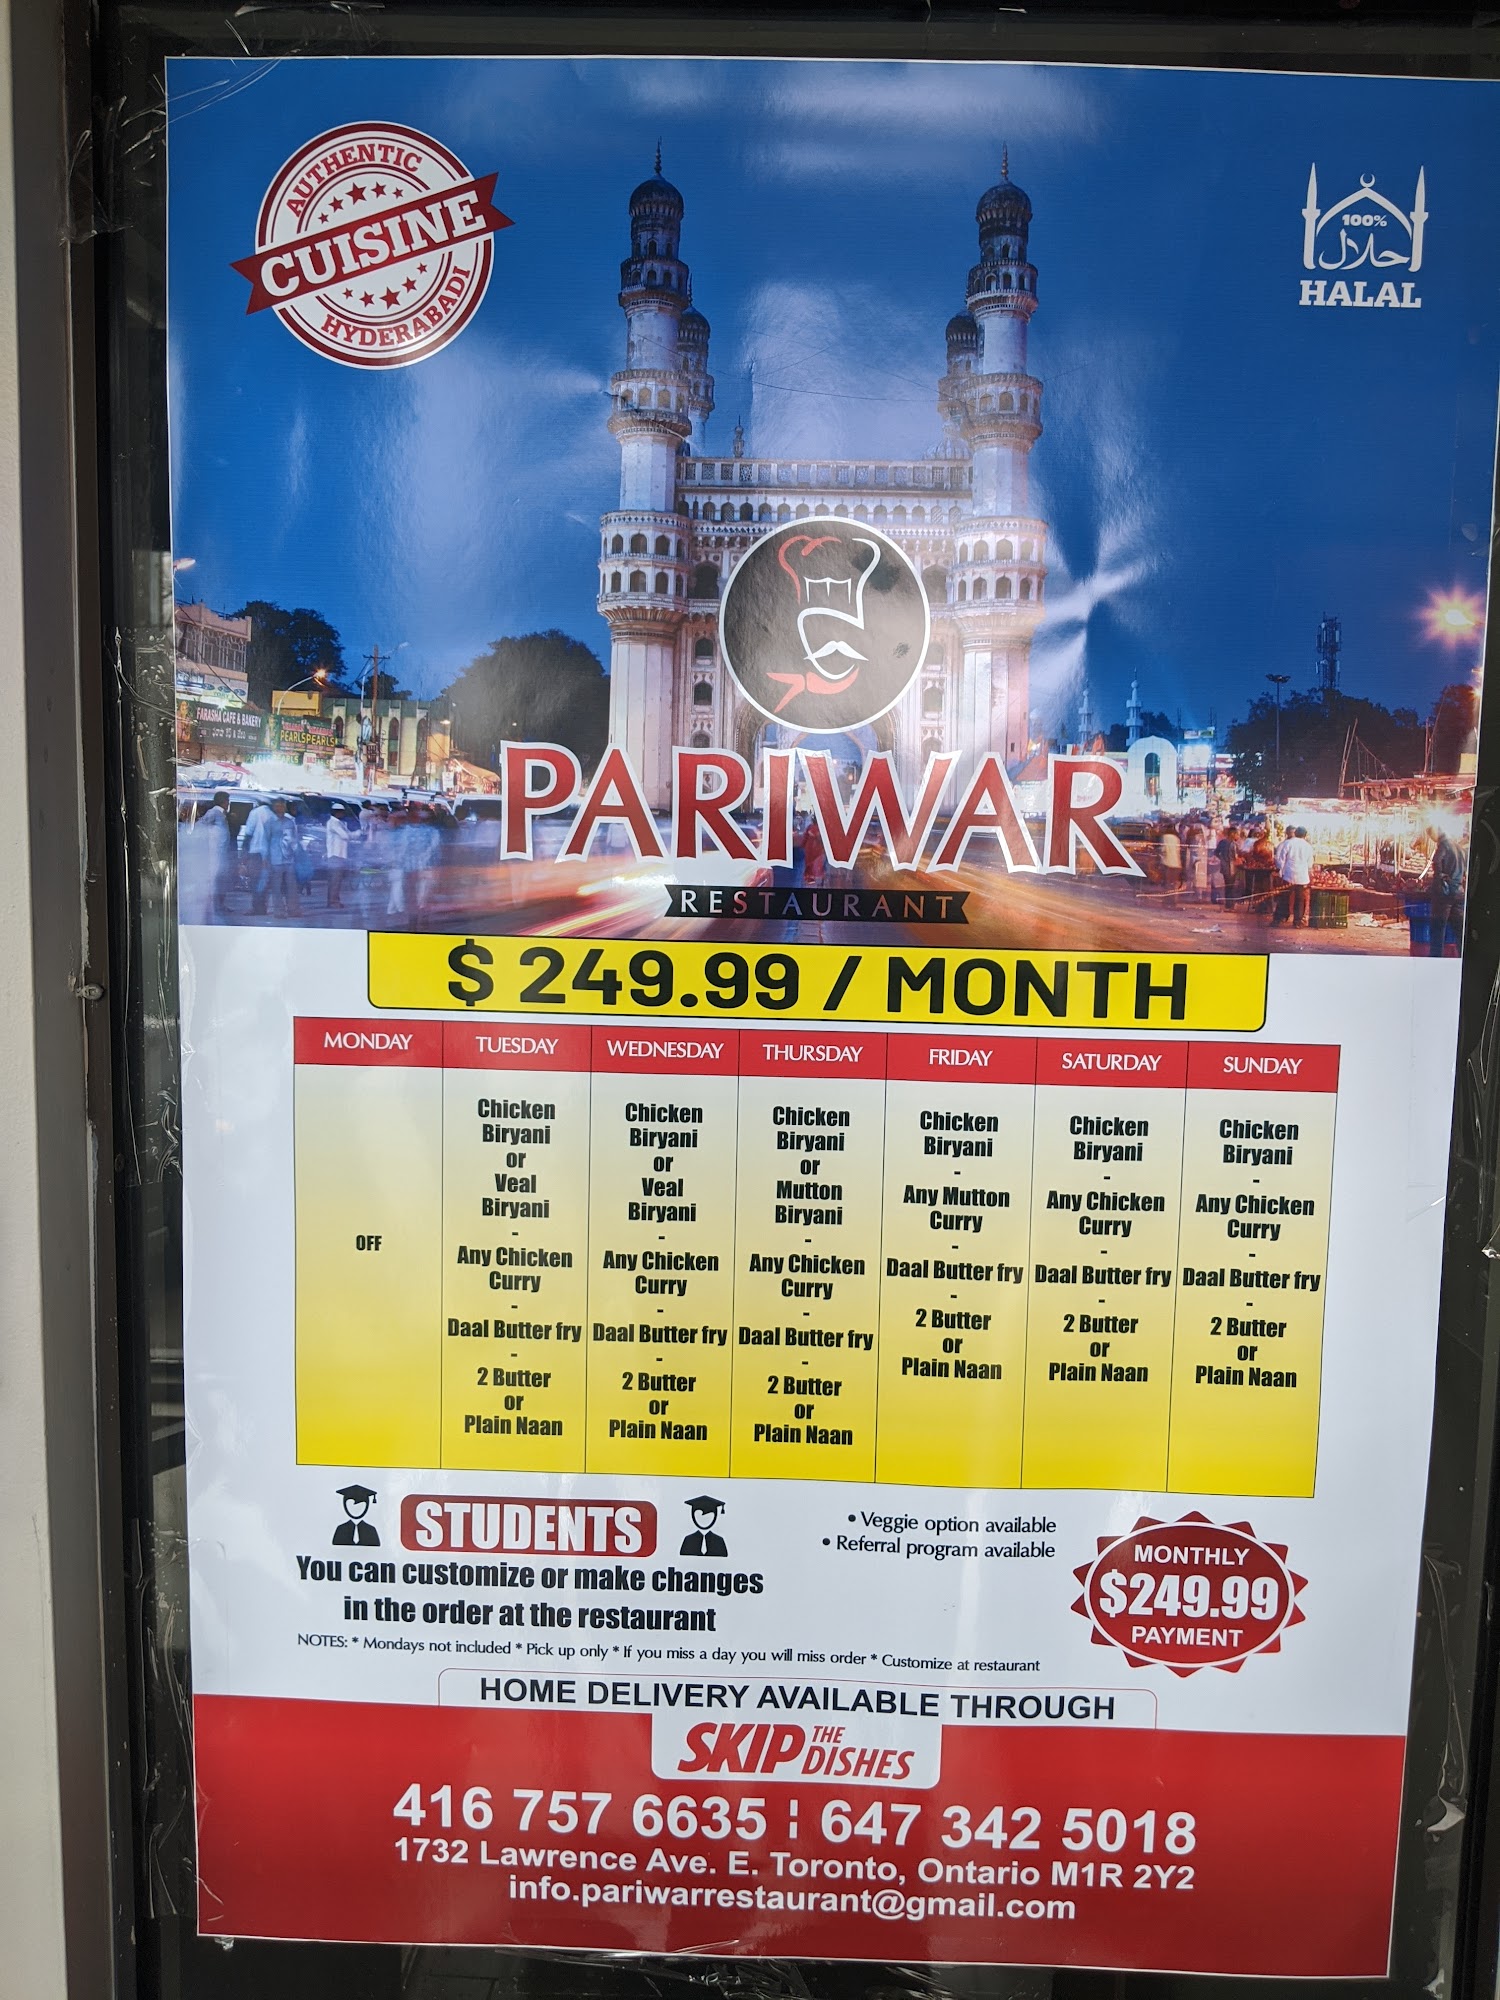 AUTHENTIC
CUISINE
HYDERABADI
100%
حلال
HALAL
FARASHA CAFE & BAKERY
PEARLS PEARLS
PARIWAR
RESTAURANT
$ 249.99 / MONTH
MONDAY TUESDAY WEDNESDAY THURSDAY FRIDAY SATURDAY SUNDAY
OFF
Chicken
Biryani
or
Veal
Biryani
-
Any Chicken
Curry
-
Daal Butter fry
-
2 Butter
or
Plain Naan
Chicken
Biryani
or
Veal
Biryani
-
Any Chicken
Curry
-
Daal Butter fry
-
2 Butter
or
Plain Naan
Chicken
Biryani
or
Mutton
Biryani
-
Any Chicken
Curry
-
Daal Butter fry
-
2 Butter
or
Plain Naan
Chicken
Biryani
-
Any Mutton
Curry
-
Daal Butter fry
-
2 Butter
or
Plain Naan
Chicken
Biryani
-
Any Chicken
Curry
-
Daal Butter fry
-
2 Butter
or
Plain Naan
Chicken
Biryani
-
Any Chicken
Curry
-
Daal Butter fry
-
2 Butter
or
Plain Naan
STUDENTS
You can customize or make changes
in the order at the restaurant
• Veggie option available
• Referral program available
MONTHLY
$249.99
PAYMENT
NOTES: * Mondays not included * Pick up only * If you miss a day you will miss order * Customize at restaurant
HOME DELIVERY AVAILABLE THROUGH
SKIP THE DISHES
416 757 6635 ¦ 647 342 5018
1732 Lawrence Ave. E. Toronto, Ontario M1R 2Y2
info.pariwarrestaurant@gmail.com